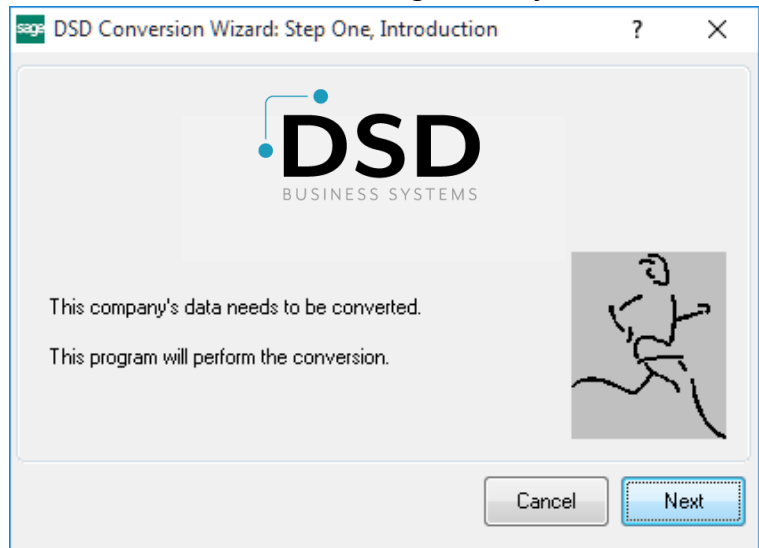 sage DSD Conversion Wizard: Step One, Introduction ?
DSD
BUSINESS SYSTEMS
This company's data needs to be converted.
This program will perform the conversion.
Cancel Next